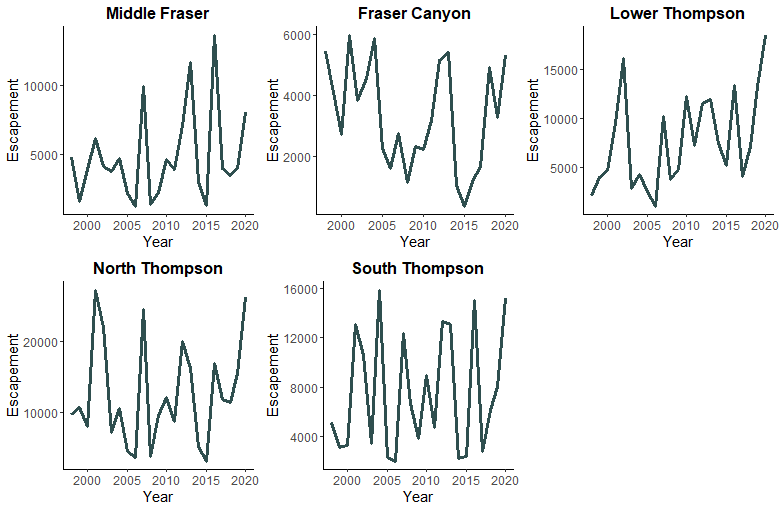 Middle Fraser
Escapement
10000
5000
2000 2005 2010 2015 2020
Year
Fraser Canyon
Escapement
6000
4000
2000
2000 2005 2010 2015 2020
Year
Lower Thompson
Escapement
15000
10000
5000
2000 2005 2010 2015 2020
Year
North Thompson
Escapement
20000
10000
2000 2005 2010 2015 2020
Year
South Thompson
Escapement
16000
12000
8000
4000
2000 2005 2010 2015 2020
Year